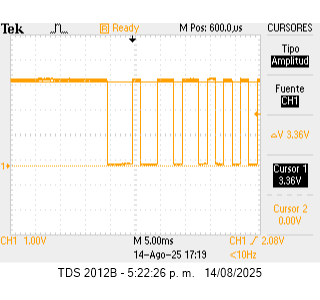 Tek Ready M Pos: 600.0µs CURSORES
Tipo
Amplitud
Fuente
CH1
ΔV 3.36V
Cursor 1
3.36V
Cursor 2
0.00V
1
CH1 1.00V M 5.00ms CH1 / 2.08V
14-Ago-25 17:19 <10Hz
TDS 2012B - 5:22:26 p. m. 14/08/2025